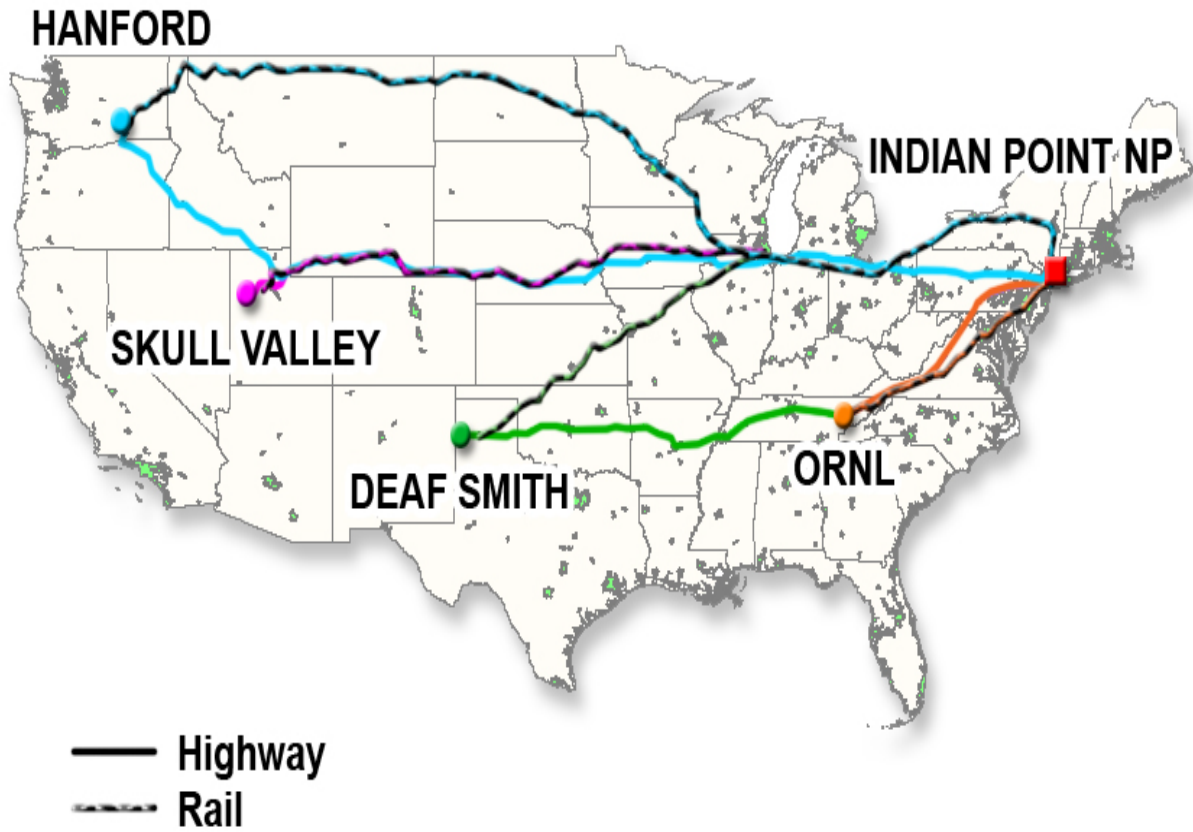 HANFORD
INDIAN POINT NP
SKULL VALLEY
DEAF SMITH
ORNL
Highway
Rail